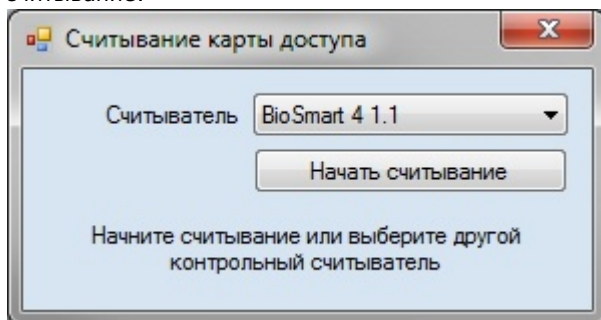 Считывание карты доступа
Считыватель BioSmart 4 1.1
Начать считывание
Начните считывание или выберите другой
контрольный считыватель